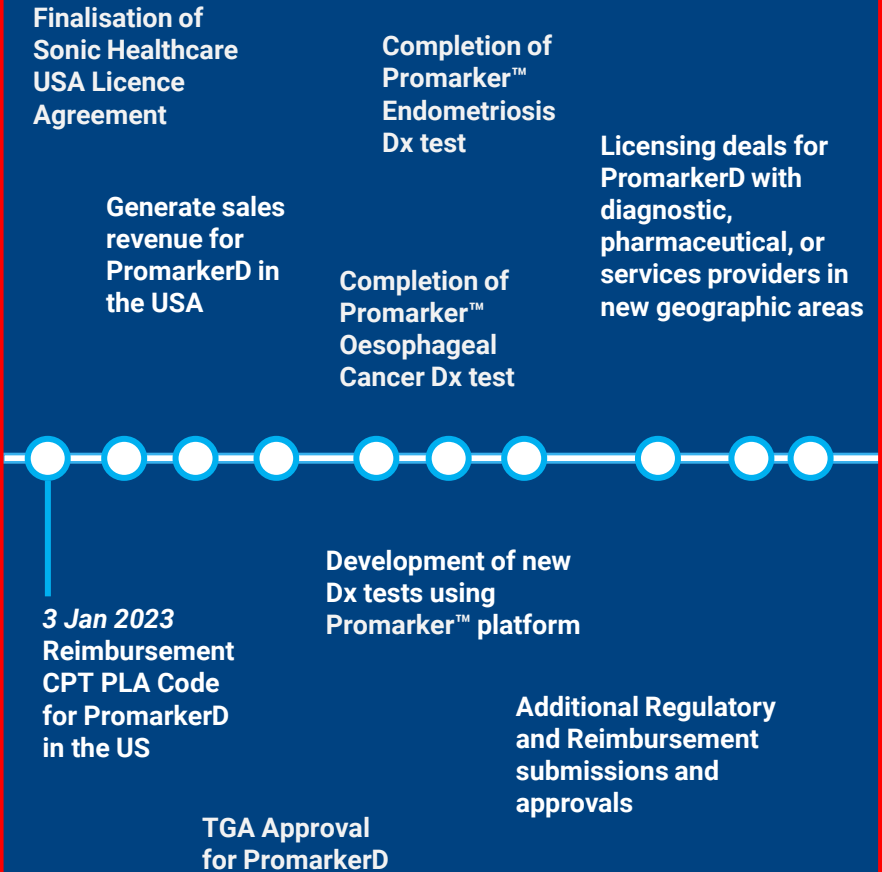 Finalisation of
Sonic Healthcare
USA Licence
Agreement
Completion of
Promarker™
Endometriosis
Dx test
Licensing deals for
PromarkerD with
diagnostic,
pharmaceutical, or
services providers in
new geographic areas
Generate sales
revenue for
PromarkerD in
the USA
Completion of
Promarker™
Oesophageal
Cancer Dx test
Development of new
Dx tests using
Promarker™ platform
3 Jan 2023
Reimbursement
CPT PLA Code
for PromarkerD
in the US
Additional Regulatory
and Reimbursement
submissions and
approvals
TGA Approval
for PromarkerD